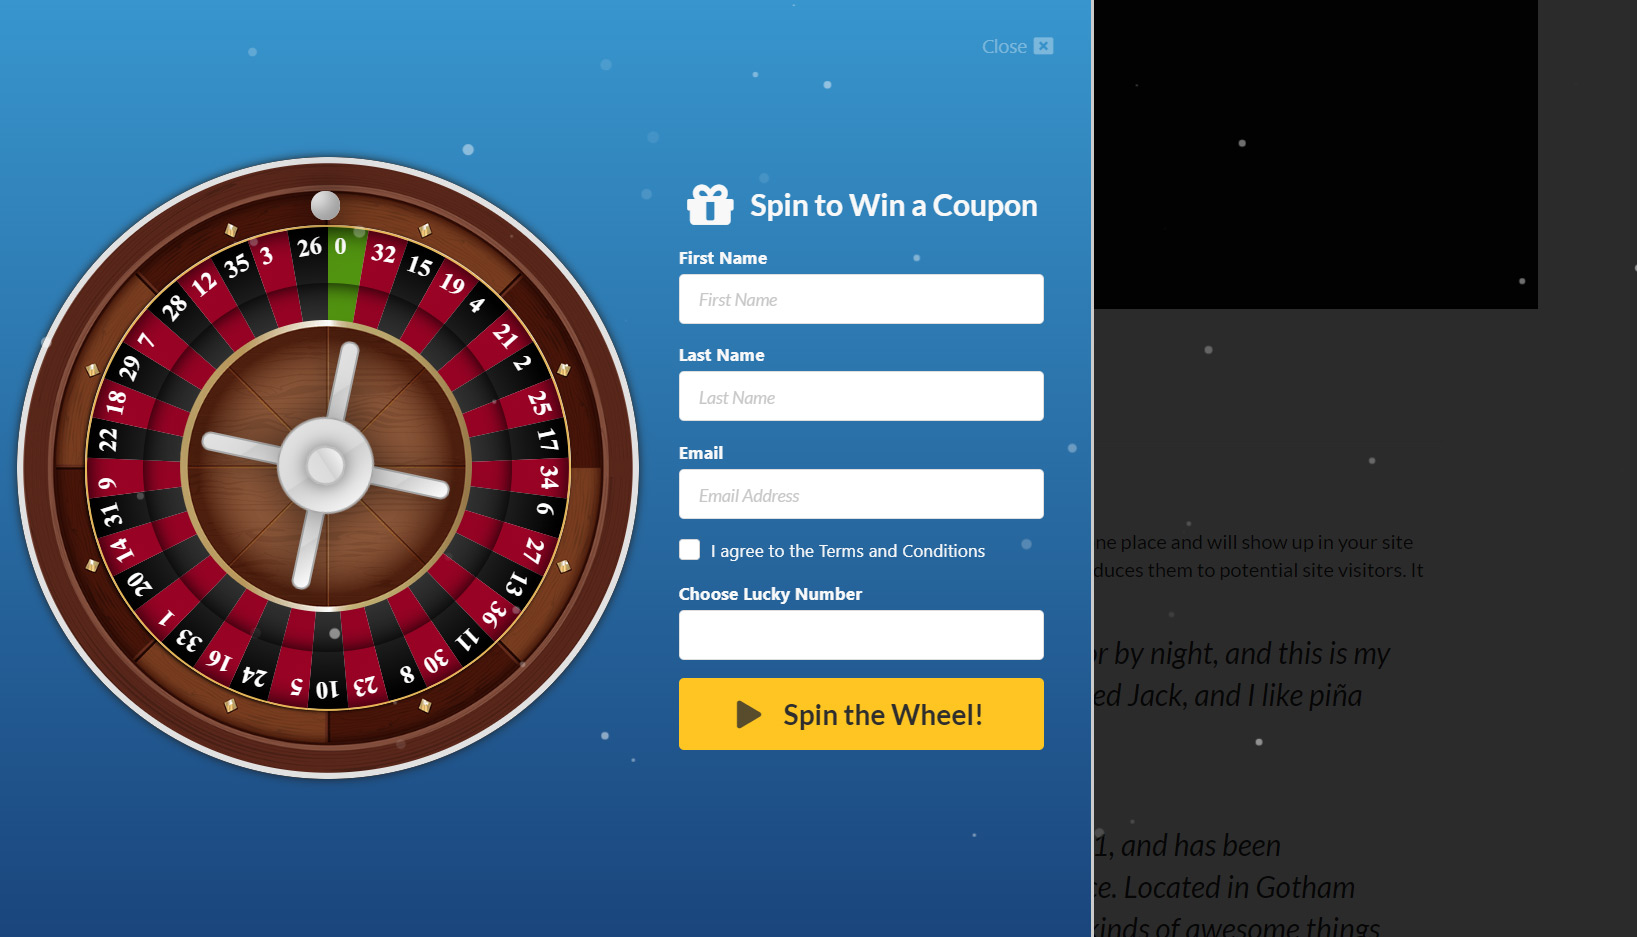 Close
Spin to Win a Coupon
First Name
First Name
Last Name
Last Name
Email
Email Address
I agree to the Terms and Conditions
Choose Lucky Number
Spin the Wheel!
0
32
15
19
4
21
2
25
17
34
6
27
13
36
11
30
8
23
10
5
24
16
33
1
20
14
31
9
22
18
29
7
28
12
35
3
26
ne place and will show up in your site
duces them to potential site visitors. It
r by night, and this is my
ed Jack, and I like piña
1, and has been
ce. Located in Gotham
kinds of awesome things